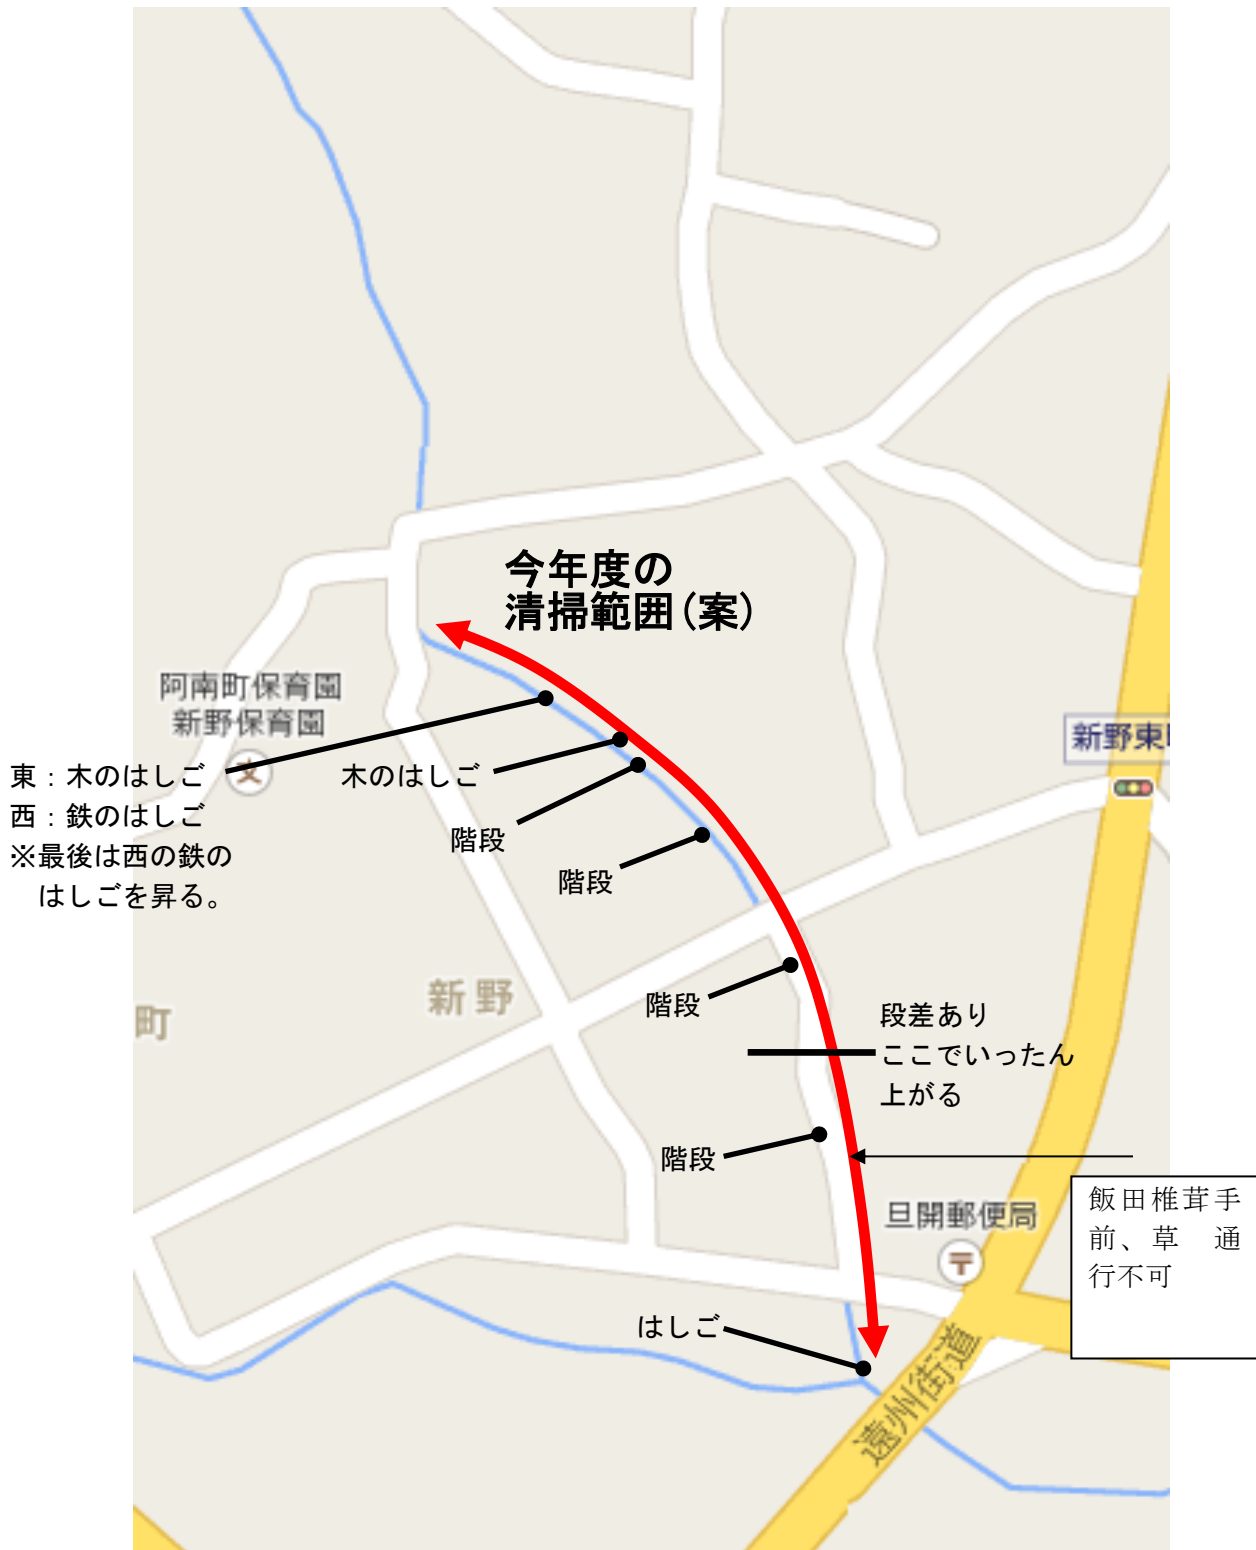 今年度の
清掃範囲(案)
阿南町保育園
新野保育園
文
新野東
東：木のはしご
西：鉄のはしご
※最後は西の鉄の
はしごを昇る。
木のはしご
階段
階段
新野
町
階段
段差あり
ここでいったん
上がる
階段
飯田椎茸手
前、草　通
行不可
旦開郵便局
〒
はしご
遠州街道